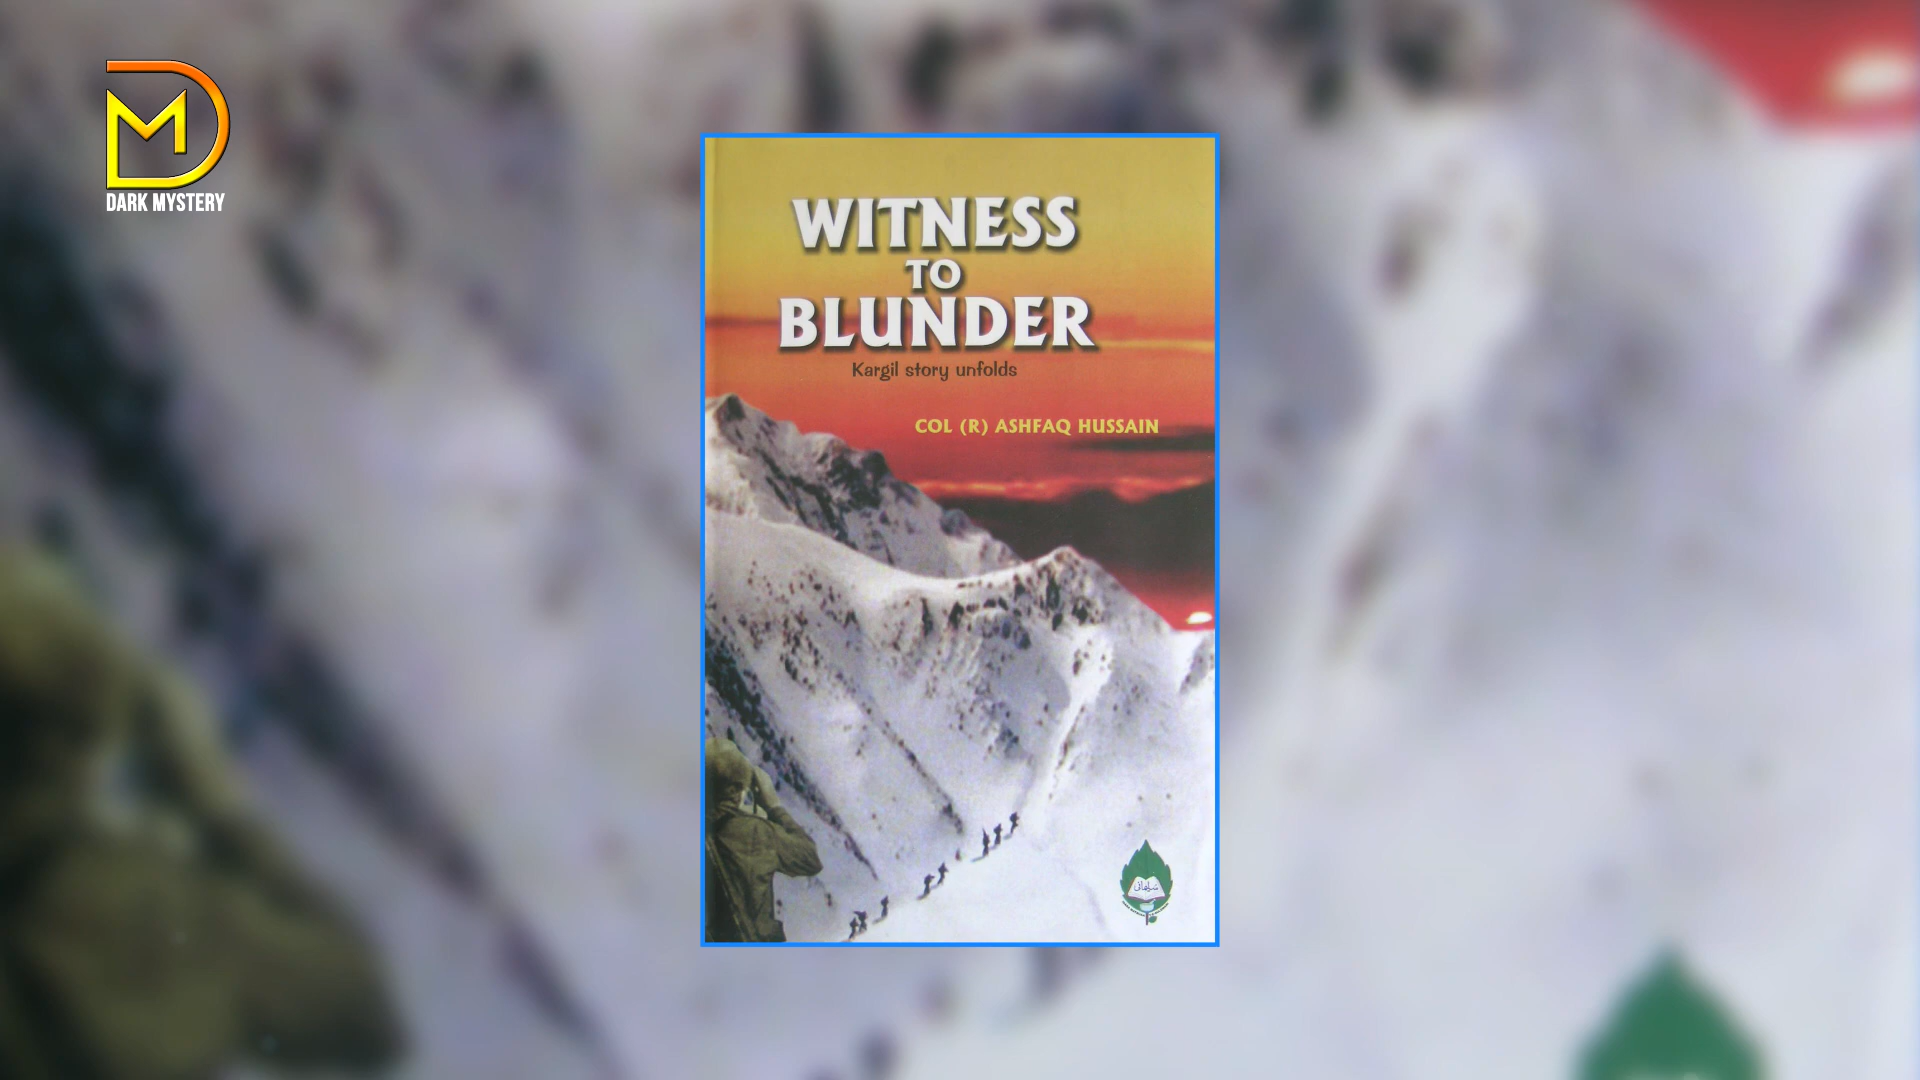 DARK MYSTERY
WITNESS
TO
BLUNDER
Kargil story unfolds
COL (R) ASHFAQ HUSSAIN